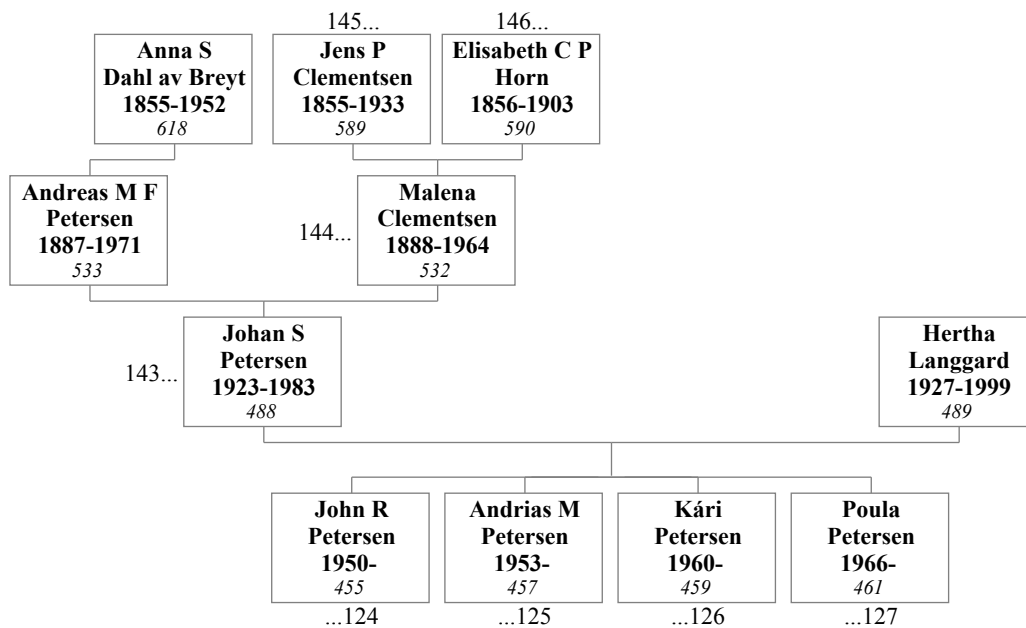 145...
146...
Anna S
Dahl av Breyt
1855-1952
618
Jens P
Clementsen
1855-1933
589
Elisabeth C P
Horn
1856-1903
590
Andreas M F
Petersen
1887-1971
533
144...
Malena
Clementsen
1888-1964
532
143...
Johan S
Petersen
1923-1983
488
Hertha
Langgard
1927-1999
489
John R
Petersen
1950-
455
...124
Andrias M
Petersen
1953-
457
...125
Kári
Petersen
1960-
459
...126
Poula
Petersen
1966-
461
...127